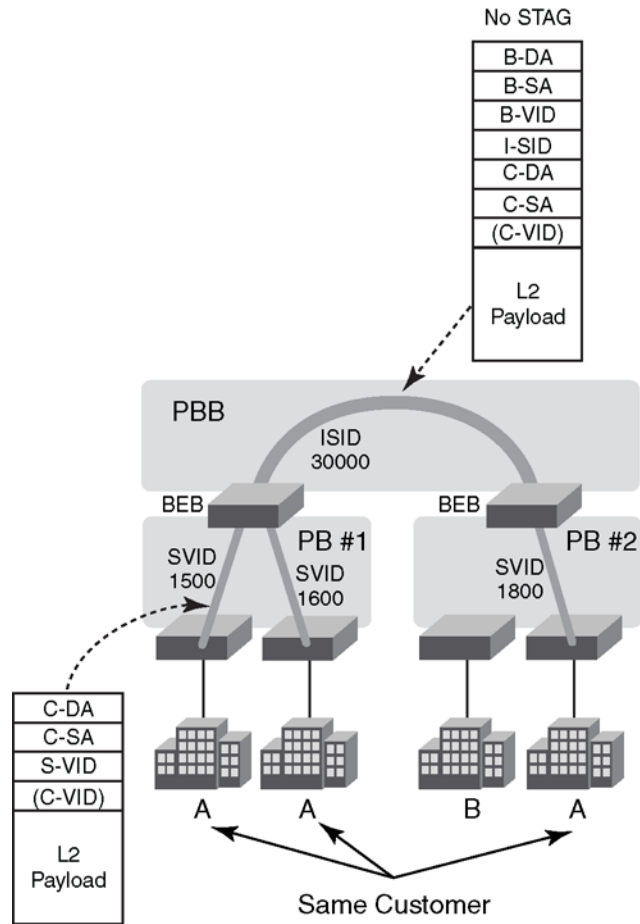 No STAG
B-DA
B-SA
B-VID
I-SID
C-DA
C-SA
(C-VID)
L2
Payload
PBB
ISID
30000
BEB
BEB
PB #1
PB #2
SVID
1500
SVID
1600
SVID
1800
C-DA
C-SA
S-VID
(C-VID)
L2
Payload
A
A
B
A
Same Customer